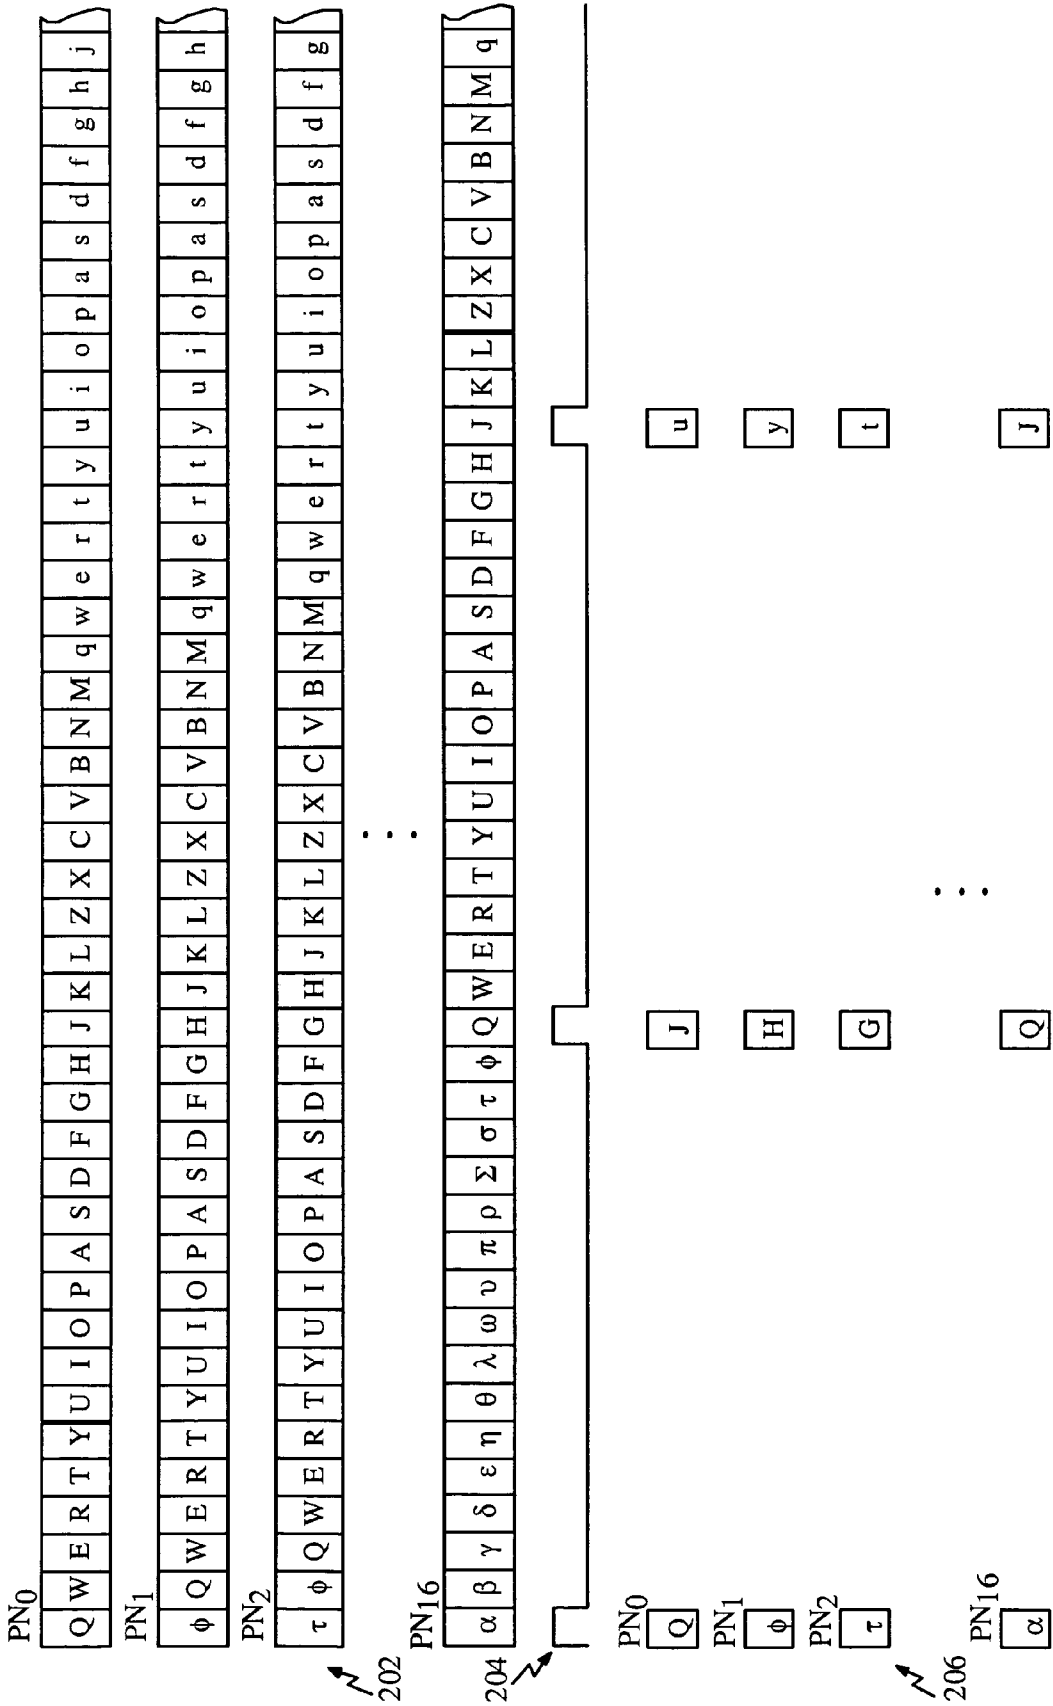 PN0
Q W E R T Y U I O P A S D F G H J K L Z X C V B N M q w e r t y u i o p a s d f g h j
PN1
ϕ Q W E R T Y U I O P A S D F G H J K L Z X C V B N M q w e r t y u i o p a s d f g h
PN2
τ ϕ Q W E R T Y U I O P A S D F G H J K L Z X C V B N M q w e r t y u i o p a s d f g
202
PN16
α β γ δ ε η θ λ ω υ π ρ Σ σ τ ϕ Q W E R T Y U I O P A S D F G H J K L Z X C V B N M q
204
PN0
Q J u
PN1
ϕ H y
PN2
τ G t
206
PN16
α Q J